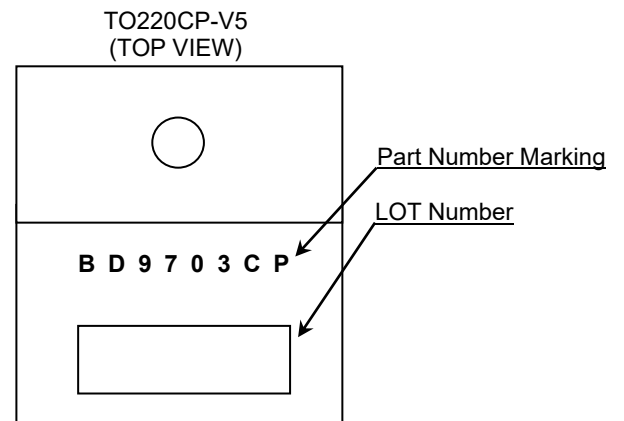 TO220CP-V5
(TOP VIEW)
Part Number Marking
LOT Number
B D 9 7 0 3 C P